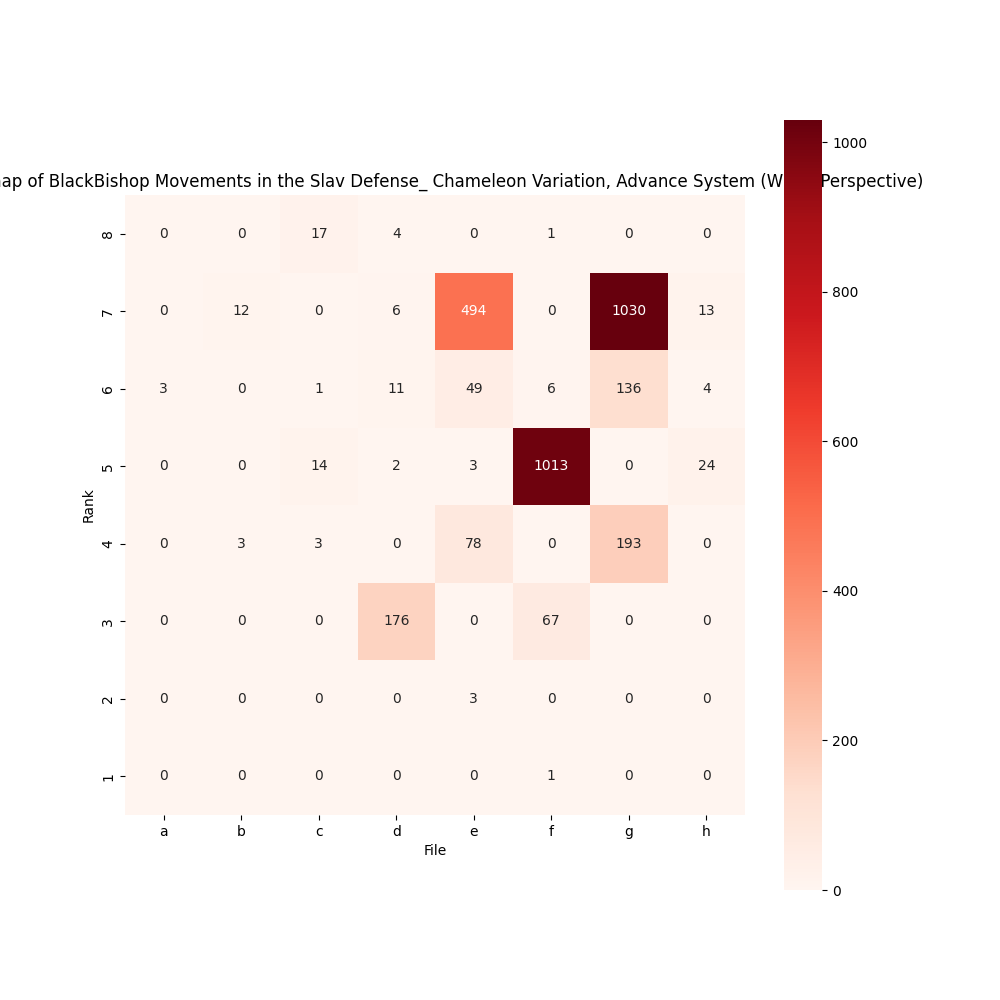 ap of BlackBishop Movements in the Slav Defense_ Chameleon Variation, Advance System (W Perspective)
8 0 0 17 4 0 1 0 0
7 0 12 0 6 494 0 1030 13
6 3 0 1 11 49 6 136 4
5 0 0 14 2 3 1013 0 24
4 0 3 3 0 78 0 193 0
3 0 0 0 176 0 67 0 0
2 0 0 0 0 3 0 0 0
1 0 0 0 0 0 1 0 0
a b c d e f g h
Rank
File
1000
800
600
400
200
0